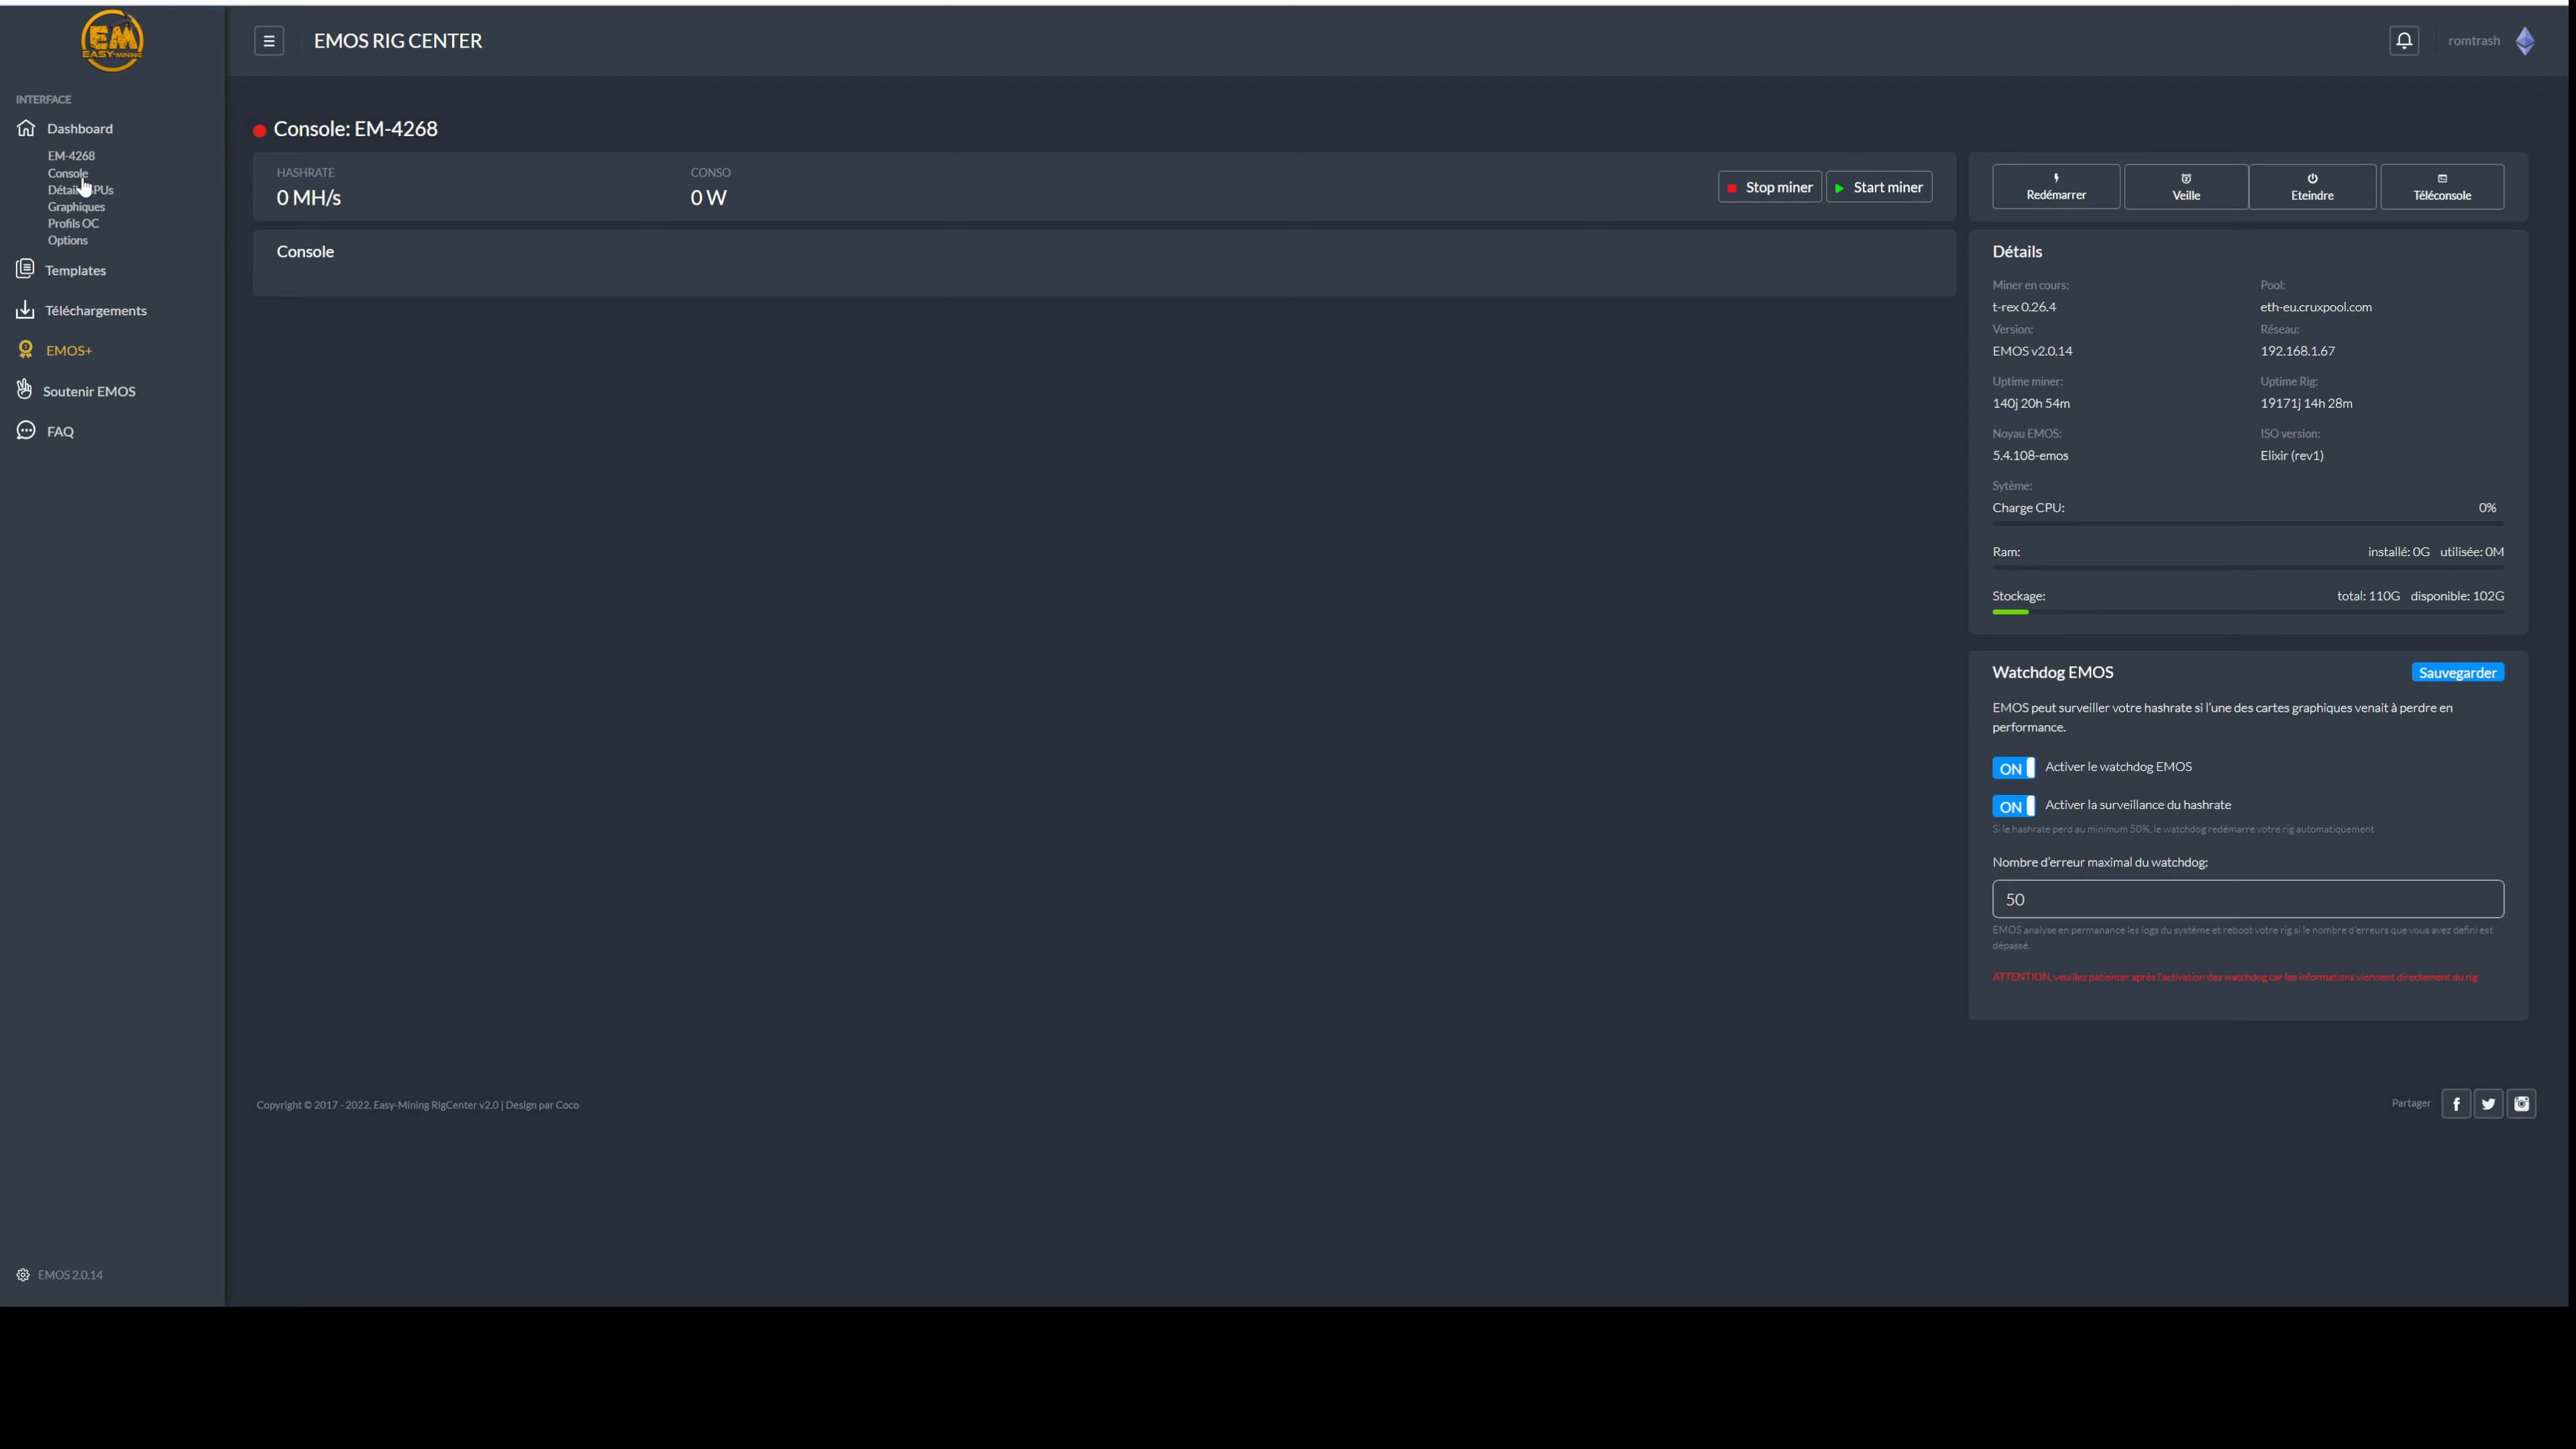 EM
EASY-MINING
EMOS RIG CENTER
romtrash
INTERFACE
Dashboard
EM-4268
Console
Graphiques
Profils OC
Options
Templates
Téléchargements
EMOS+
Soutenir EMOS
FAQ
EMOS 2.0.14
Console: EM-4268
HASHRATE
0 MH/s
CONSO
0 W
Stop miner
Start miner
Console
Redémarrer
Veille
Eteindre
Téléconsole
Détails
Miner en cours: Pool:
t-rex 0.26.4 eth-eu.cruxpool.com
Version: Réseau:
EMOS v2.0.14 192.168.1.67
Uptime miner: Uptime Rig:
140j 20h 54m 19171j 14h 28m
Noyau EMOS: ISO version:
5.4.108-emos Elixir (rev1)
Sytème:
Charge CPU: 0%
Ram: installé: 0G utilisée: 0M
Stockage: total: 110G disponible: 102G
Watchdog EMOS
Sauvegarder
EMOS peut surveiller votre hashrate si l'une des cartes graphiques venait à perdre en
performance.
ON Activer le watchdog EMOS
ON Activer la surveillance du hashrate
Si le hashrate perd au minimum 50%, le watchdog redémarre votre rig automatiquement
Nombre d'erreur maximal du watchdog:
50
EMOS analyse en permanance les logs du système et reboot votre rig si le nombre d'erreurs que vous avez defini est
dépassé.
ATTENTION, veuillez patienter après l'activation des watchdog car les informations viennent directement du rig
Copyright © 2017 - 2022. Easy-Mining RigCenter v2.0 | Design par Coco
Partager